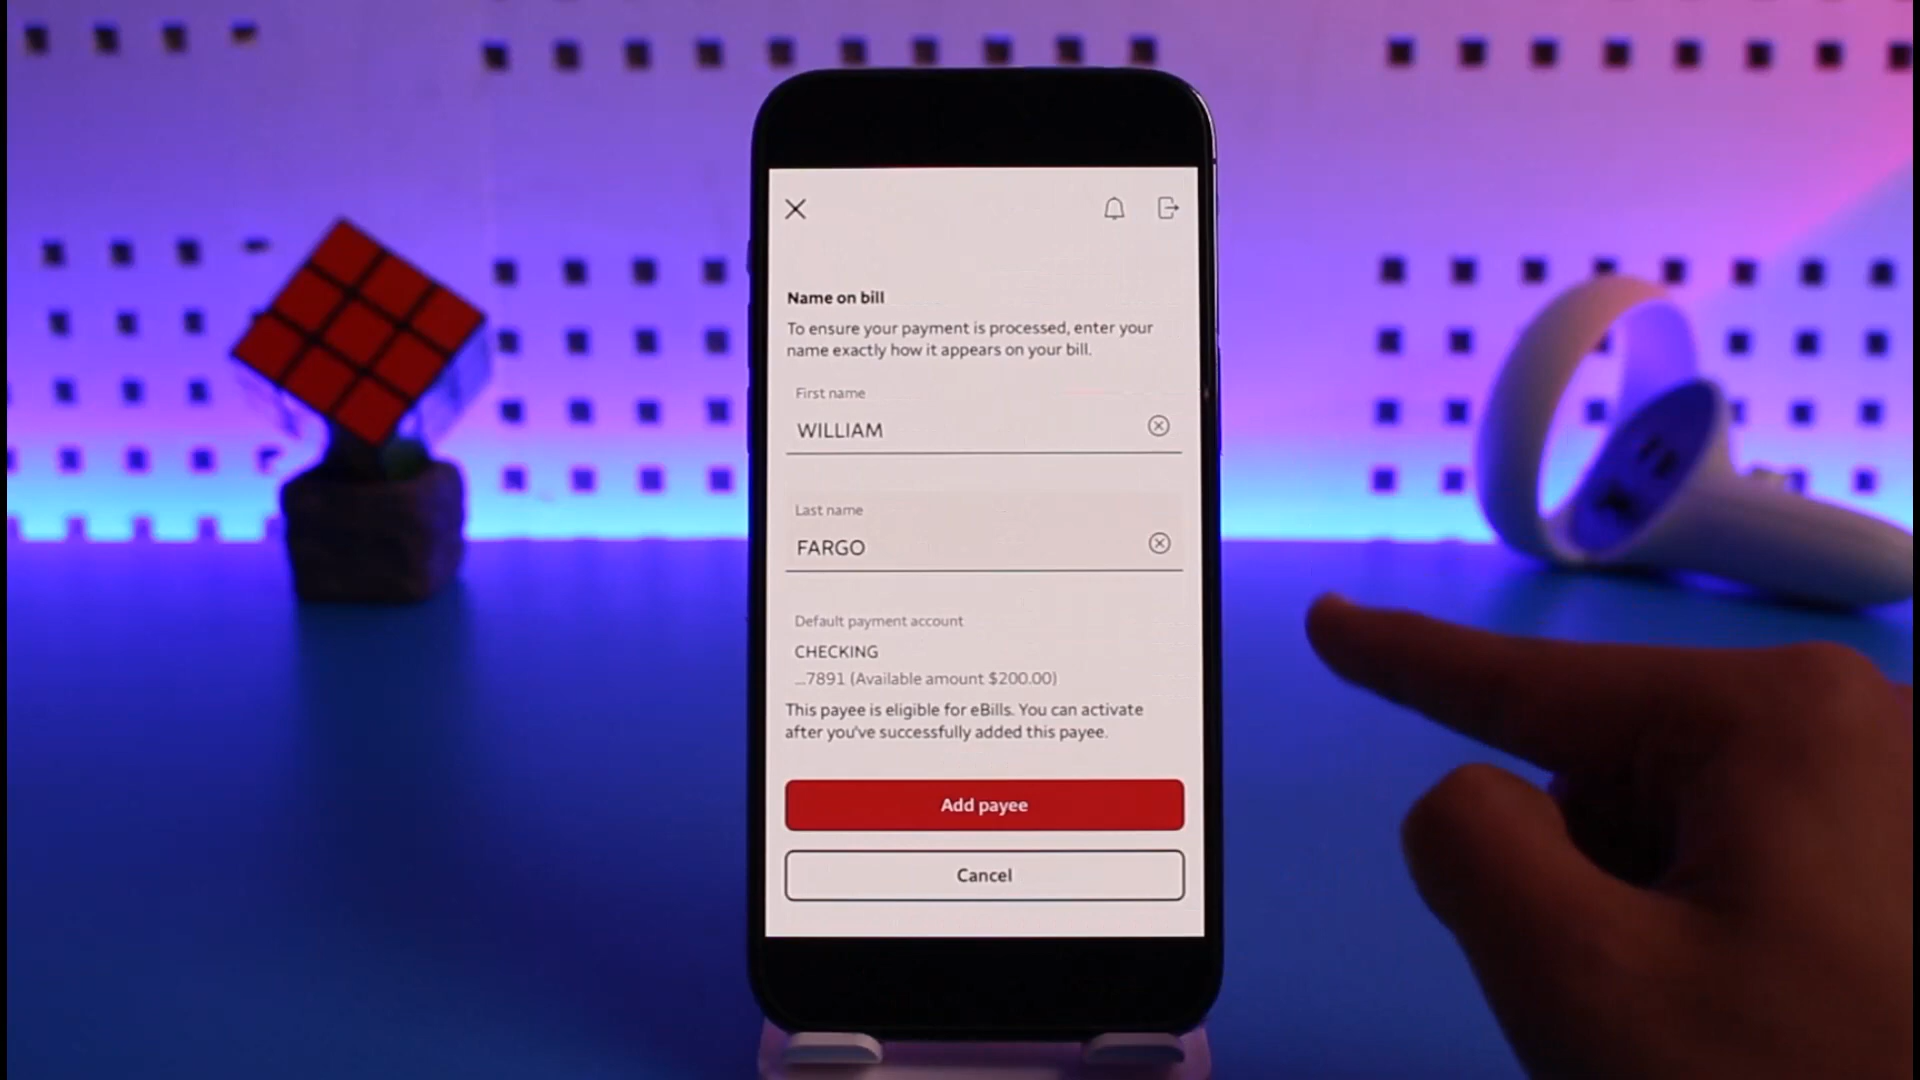 Name on bill
To ensure your payment is processed, enter your
name exactly how it appears on your bill.
First name
WILLIAM
Last name
FARGO
Default payment account
CHECKING
...7891 (Available amount $200.00)
This payee is eligible for eBills. You can activate
after you've successfully added this payee.
Add payee
Cancel